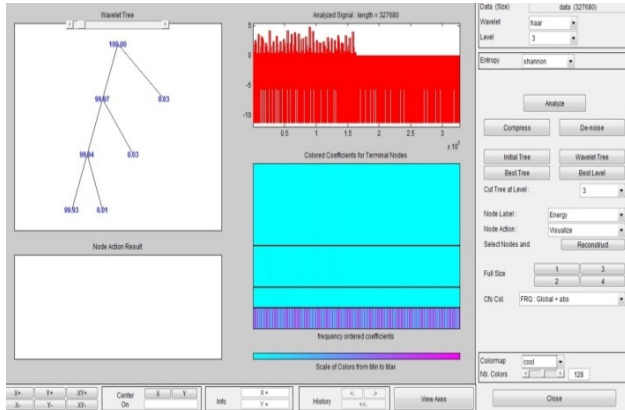 Wavelet Tree
100.00
99.97
0.03
99.94
0.03
99.93
0.01
Node Action Result
Analyzed Signal : length = 327680
5
0
-5
-10
0.5
1
1.5
2
2.5
3
Colored Coefficients for Terminal Nodes
frequency ordered coefficients
Scale of Colors from Min to Max
Data (Size)
data (327680)
Wavelet
haar
Level
3
Entropy
shannon
Analyze
Compress
De-noise
Initial Tree
Wavelet Tree
Best Tree
Best Level
Cut Tree at Level :
3
Node Label :
Energy
Node Action :
Visualize
Select Nodes and
Reconstruct
Full Size
1
3
2
4
Cfs Col.
FRQ : Global + abs
Colormap
cool
Nb. Colors
128
Close
X+
Y+
XY+
X-
Y-
XY-
Center
On
X
Y
Info
X =
Y =
History
<-
->
<<-
View Axes